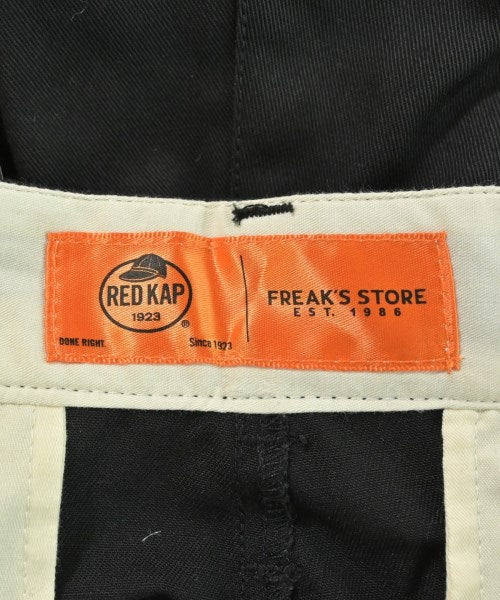 RED KAP
1923
®
DONE RIGHT.
Since 1923
FREAK'S STORE
EST. 1986